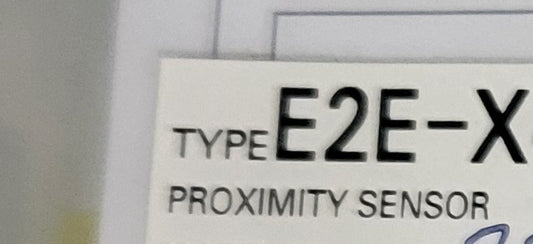 TYPE E2E-X
PROXIMITY SENSOR